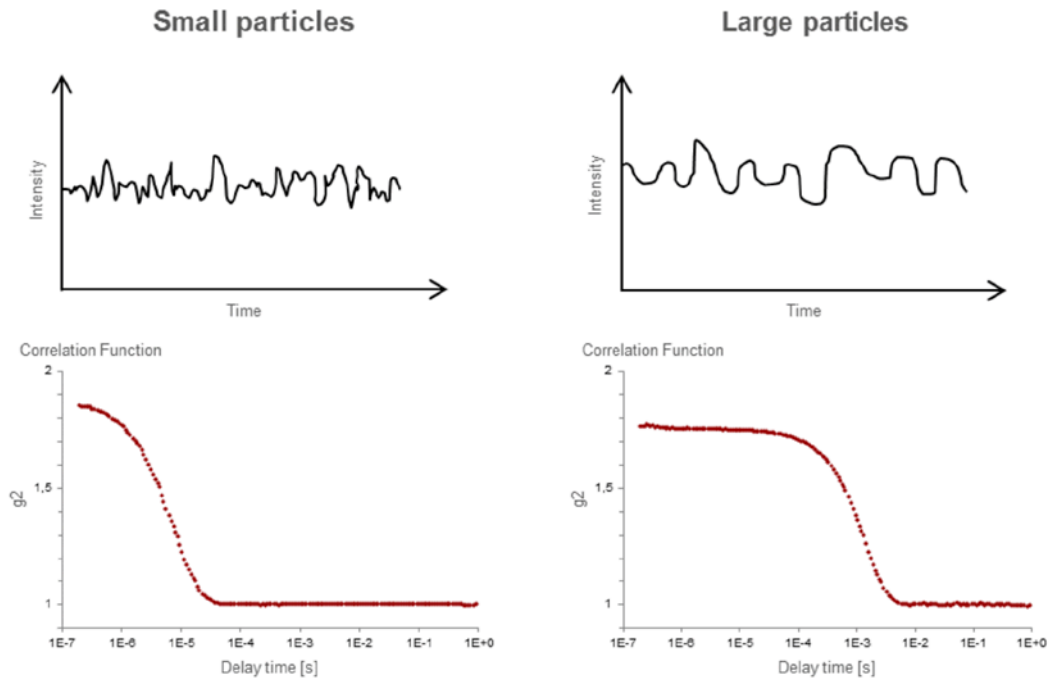 Small particles
Large particles
Intensity
Time
Intensity
Time
Correlation Function
2
1,5
1
g2
1E-7 1E-6 1E-5 1E-4 1E-3 1E-2 1E-1 1E+0
Delay time [s]
Correlation Function
2
1,5
1
g2
1E-7 1E-6 1E-5 1E-4 1E-3 1E-2 1E-1 1E+0
Delay time [s]